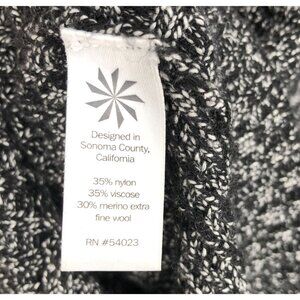 Designed in
Sonoma County,
California
35% nylon
35% viscose
30% merino extra
fine wool
RN #54023